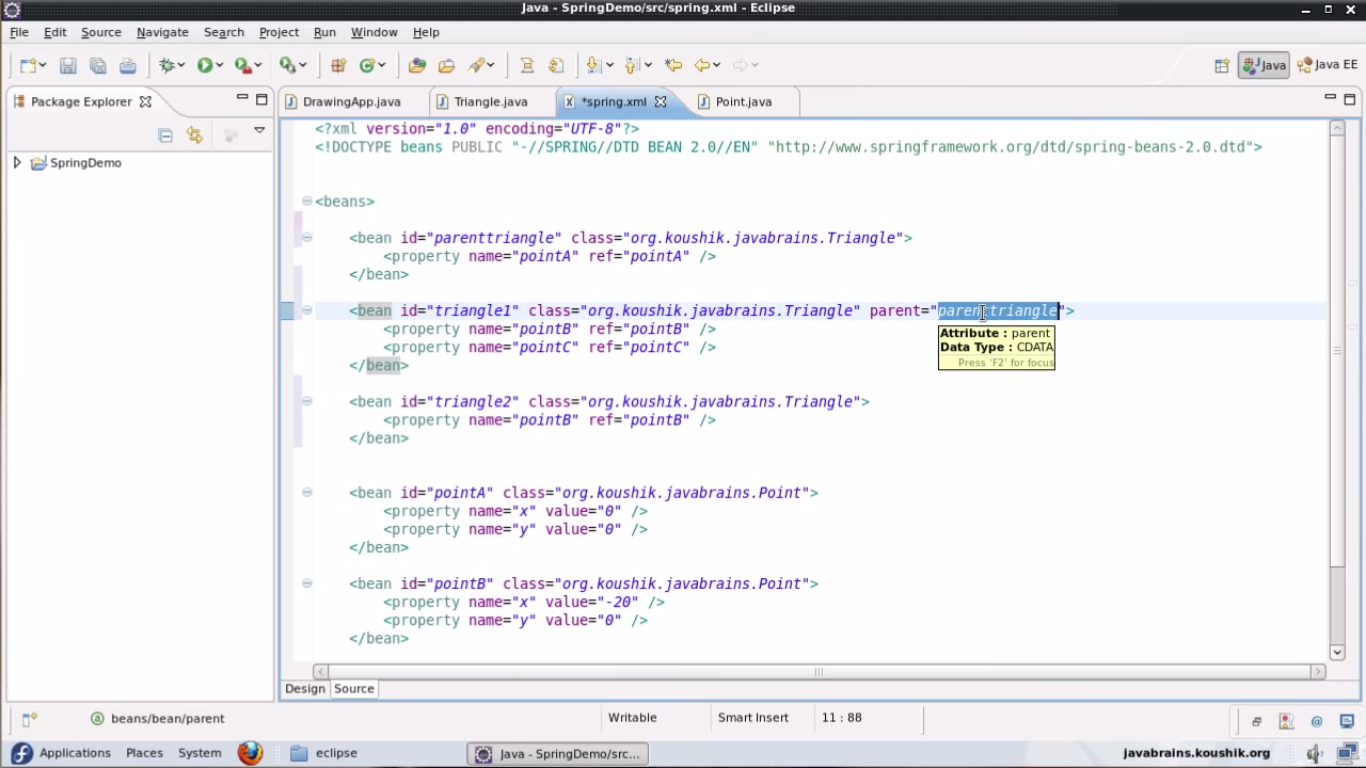 Java - SpringDemo/src/spring.xml - Eclipse
File Edit Source Navigate Search Project Run Window Help
Java Java EE
Package Explorer
DrawingApp.java Triangle.java *spring.xml Point.java
SpringDemo
<?xml version="1.0" encoding="UTF-8"?>
<!DOCTYPE beans PUBLIC "-//SPRING//DTD BEAN 2.0//EN" "http://www.springframework.org/dtd/spring-beans-2.0.dtd">
<beans>
<bean id="parenttriangle" class="org.koushik.javabrains.Triangle">
<property name="pointA" ref="pointA" />
</bean>
<bean id="triangle1" class="org.koushik.javabrains.Triangle" parent="parenttriangle">
<property name="pointB" ref="pointB" />
<property name="pointC" ref="pointC" />
</bean>
Attribute : parent
Data Type : CDATA
Press 'F2' for focus
<bean id="triangle2" class="org.koushik.javabrains.Triangle">
<property name="pointB" ref="pointB" />
</bean>
<bean id="pointA" class="org.koushik.javabrains.Point">
<property name="x" value="0" />
<property name="y" value="0" />
</bean>
<bean id="pointB" class="org.koushik.javabrains.Point">
<property name="x" value="-20" />
<property name="y" value="0" />
</bean>
Design Source
beans/bean/parent Writable Smart Insert 11 : 88
Applications Places System eclipse Java - SpringDemo/src... javabrains.koushik.org